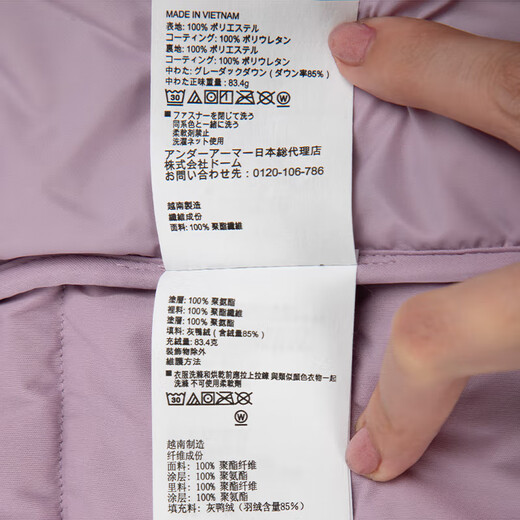 MADE IN VIETNAM
表地: 100% ポリエステル
コーティング: 100% ポリウレタン
裏地: 100% ポリエステル
コーティング: 100% ポリウレタン
中わた: グレーダックダウン ( ダウン率85% )
中わた正味重量 : 83.4g
30 W
■ ファスナーを閉じて洗う
同系色と一緒に洗う
柔軟剤禁止
洗濯ネット使用
アンダーアーマー日本総代理店
株式会社ドーム
お問い合わせ先 : 0120-106-786
越南製造
纖維成份
面料: 100% 聚酯纖維
塗層: 100% 聚氨酯
裡料: 100% 聚酯纖維
塗層: 100% 聚氨酯
填料: 灰鴨絨 ( 含絨量85% )
充絨量: 83.4克
裝飾物除外
維護方法
■ 衣服洗滌和烘乾前應拉上拉鍊 與類似顏色衣物一起
洗滌 不可使用柔軟劑
30
W
越南制造
纤维成份
面料: 100% 聚酯纤维
涂层: 100% 聚氨酯
里料: 100% 聚酯纤维
涂层: 100% 聚氨酯
填充料: 灰鸭绒 ( 羽绒含量85% )